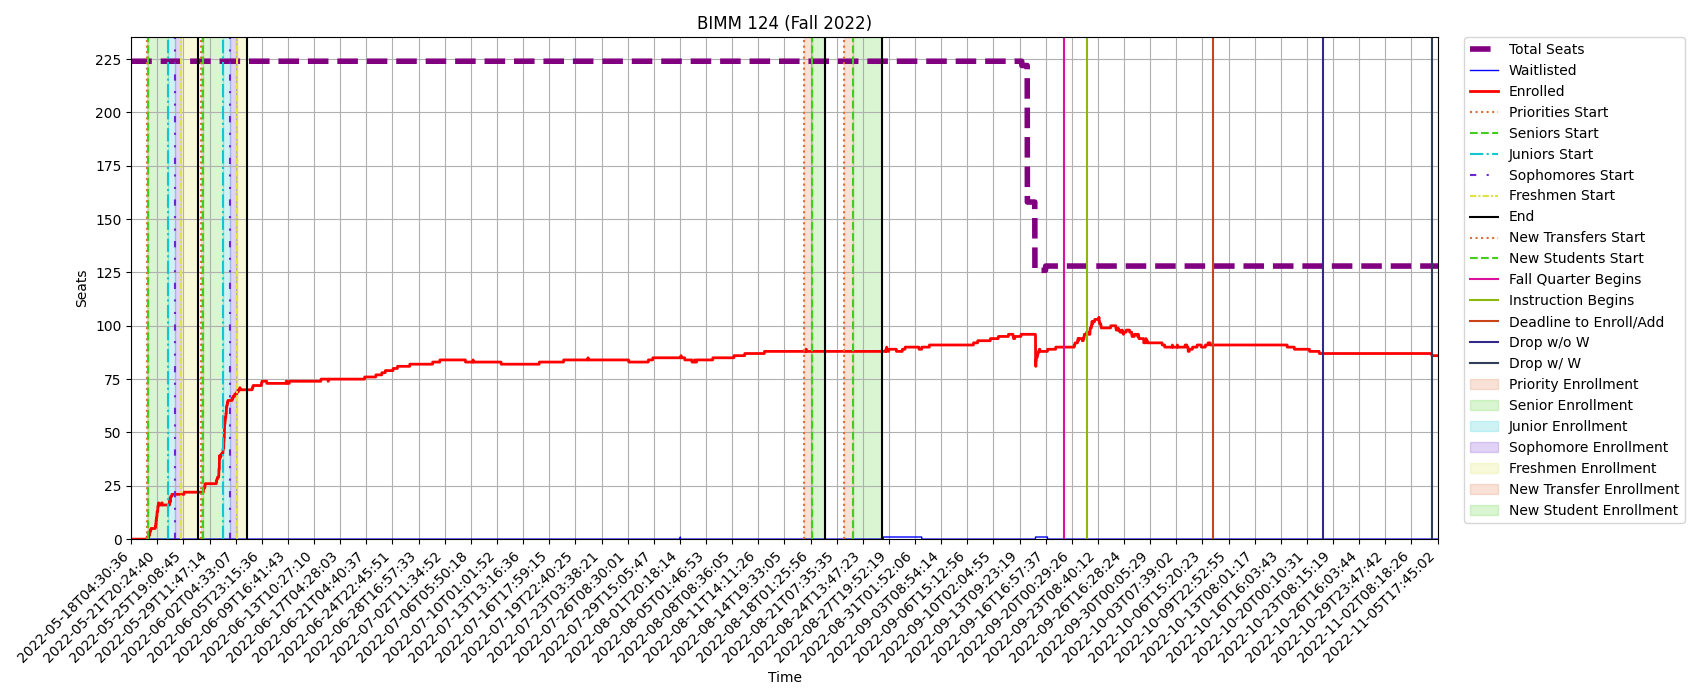 BIMM 124 (Fall 2022)
Seats
225
200
175
150
125
100
75
50
25
0
2022-05-18T04:30:36
2022-05-21T20:24:40
2022-05-25T19:08:45
2022-05-29T11:47:14
2022-06-02T04:33:07
2022-06-05T23:15:36
2022-06-09T16:41:43
2022-06-13T10:27:10
2022-06-17T04:28:03
2022-06-21T04:40:37
2022-06-24T22:45:51
2022-06-28T16:57:33
2022-07-02T11:34:52
2022-07-06T05:50:18
2022-07-10T01:01:52
2022-07-13T13:16:36
2022-07-16T17:59:15
2022-07-19T22:40:25
2022-07-23T03:38:21
2022-07-26T08:30:01
2022-07-29T15:05:47
2022-08-01T20:18:14
2022-08-05T01:46:53
2022-08-08T08:36:05
2022-08-11T14:11:26
2022-08-14T19:33:05
2022-08-18T01:25:56
2022-08-21T07:35:35
2022-08-24T13:47:23
2022-08-27T19:52:19
2022-08-31T01:52:06
2022-09-03T08:54:14
2022-09-06T15:12:56
2022-09-10T02:04:55
2022-09-13T09:23:19
2022-09-16T16:57:37
2022-09-20T00:29:26
2022-09-23T08:40:12
2022-09-26T16:28:24
2022-09-30T00:05:29
2022-10-03T07:39:02
2022-10-06T15:20:23
2022-10-09T22:52:55
2022-10-13T08:01:17
2022-10-16T16:03:43
2022-10-20T00:10:31
2022-10-23T08:15:19
2022-10-26T16:03:44
2022-10-29T23:47:42
2022-11-02T08:18:26
2022-11-05T17:45:02
Time
Total Seats
Waitlisted
Enrolled
Priorities Start
Seniors Start
Juniors Start
Sophomores Start
Freshmen Start
End
New Transfers Start
New Students Start
Fall Quarter Begins
Instruction Begins
Deadline to Enroll/Add
Drop w/o W
Drop w/ W
Priority Enrollment
Senior Enrollment
Junior Enrollment
Sophomore Enrollment
Freshmen Enrollment
New Transfer Enrollment
New Student Enrollment